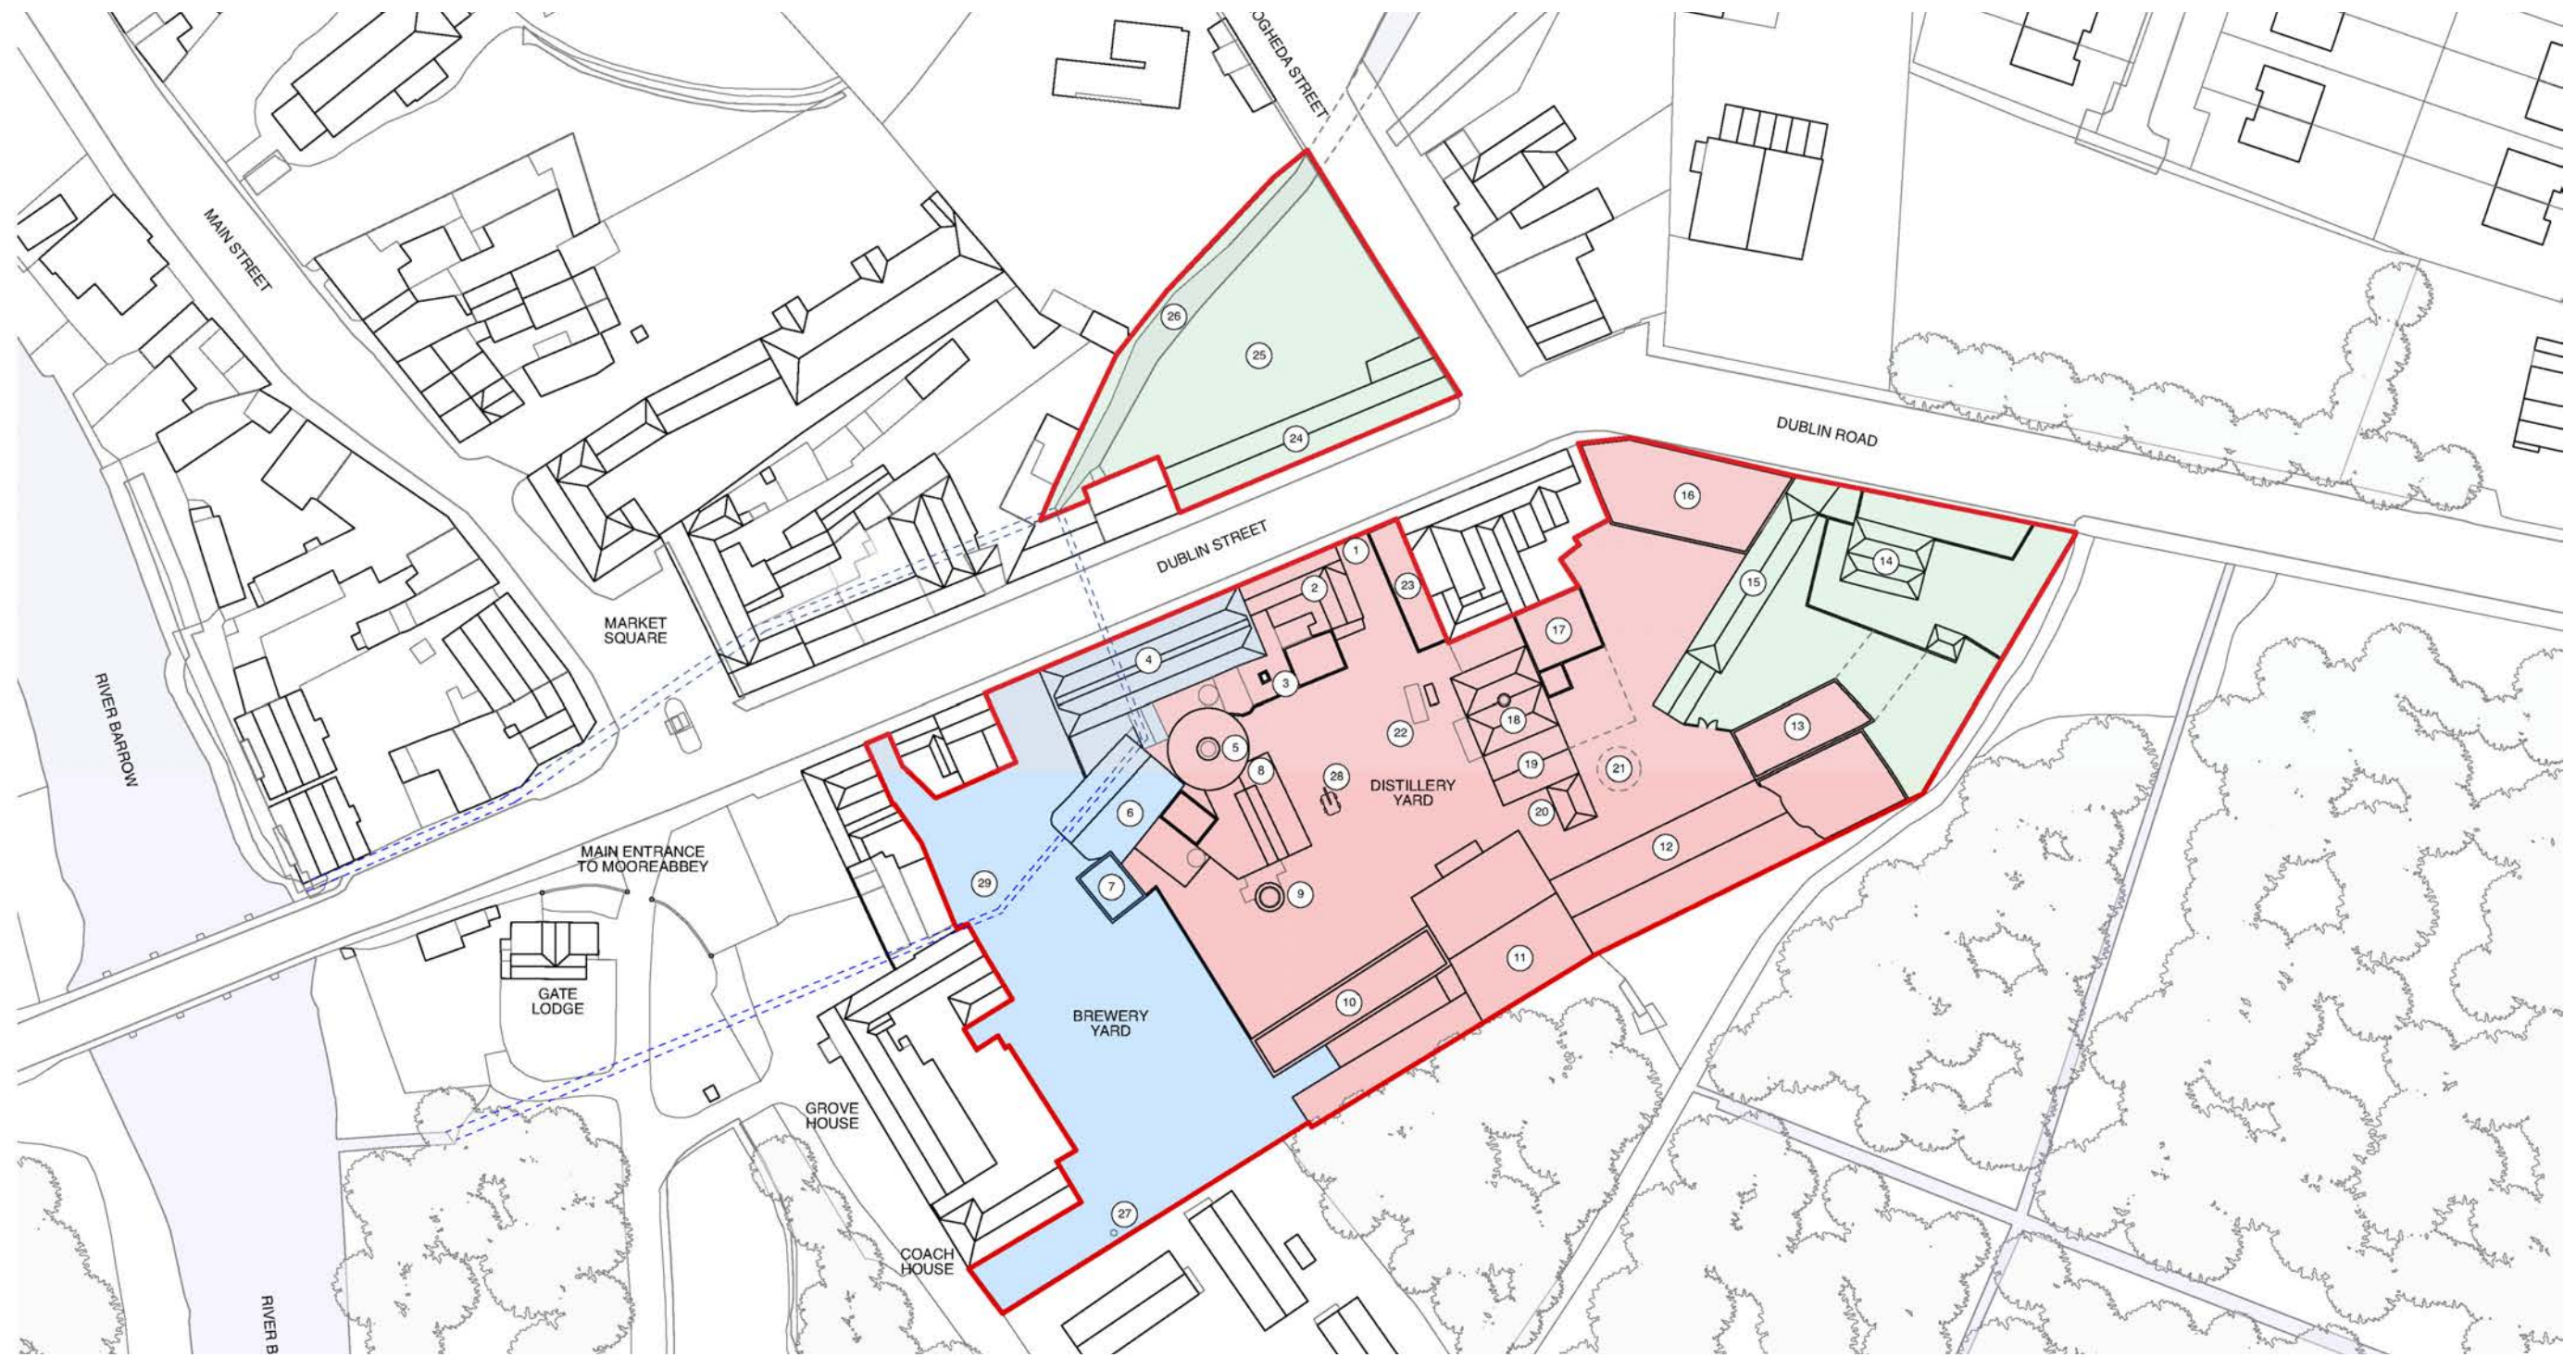 OGHEDA STREET
MAIN STREET
26
25
DUBLIN ROAD
24
16
DUBLIN STREET
1
23
14
2
15
MARKET
SQUARE
17
4
3
RIVER BARROW
18
13
22
5
19
21
8
28
DISTILLERY
YARD
6
20
MAIN ENTRANCE
TO MOOREABBEY
12
29
7
9
11
GATE
LODGE
10
BREWERY
YARD
GROVE
HOUSE
27
COACH
HOUSE
RIVER B